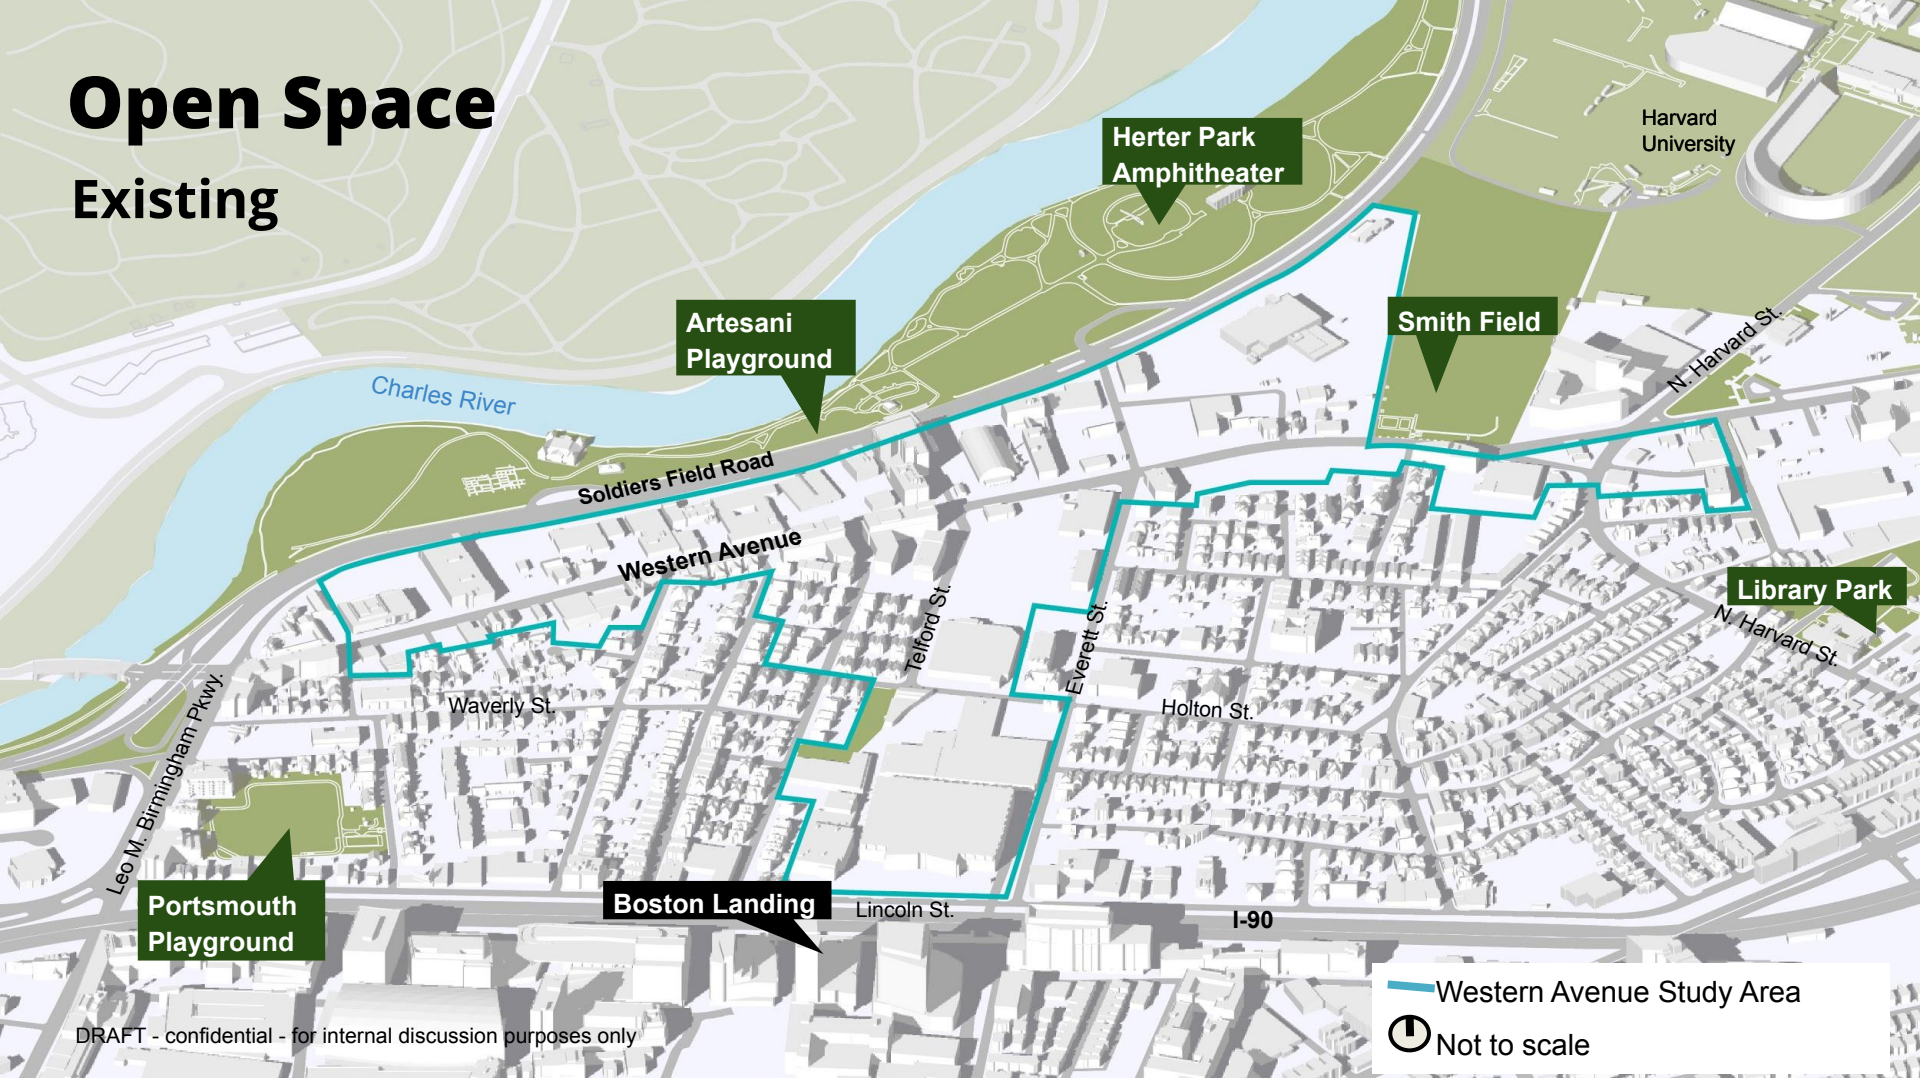 Open Space
Existing
Harvard
University
Herter Park
Amphitheater
Artesani
Playground
Smith Field
N. Harvard St.
Charles River
Soldiers Field Road
Western Avenue
Library Park
N. Harvard St.
Telford St.
Everett St.
Waverly St.
Holton St.
Leo M. Birmingham Pkwy.
Portsmouth
Playground
Boston Landing
Lincoln St.
I-90
Western Avenue Study Area
Not to scale
DRAFT - confidential - for internal discussion purposes only